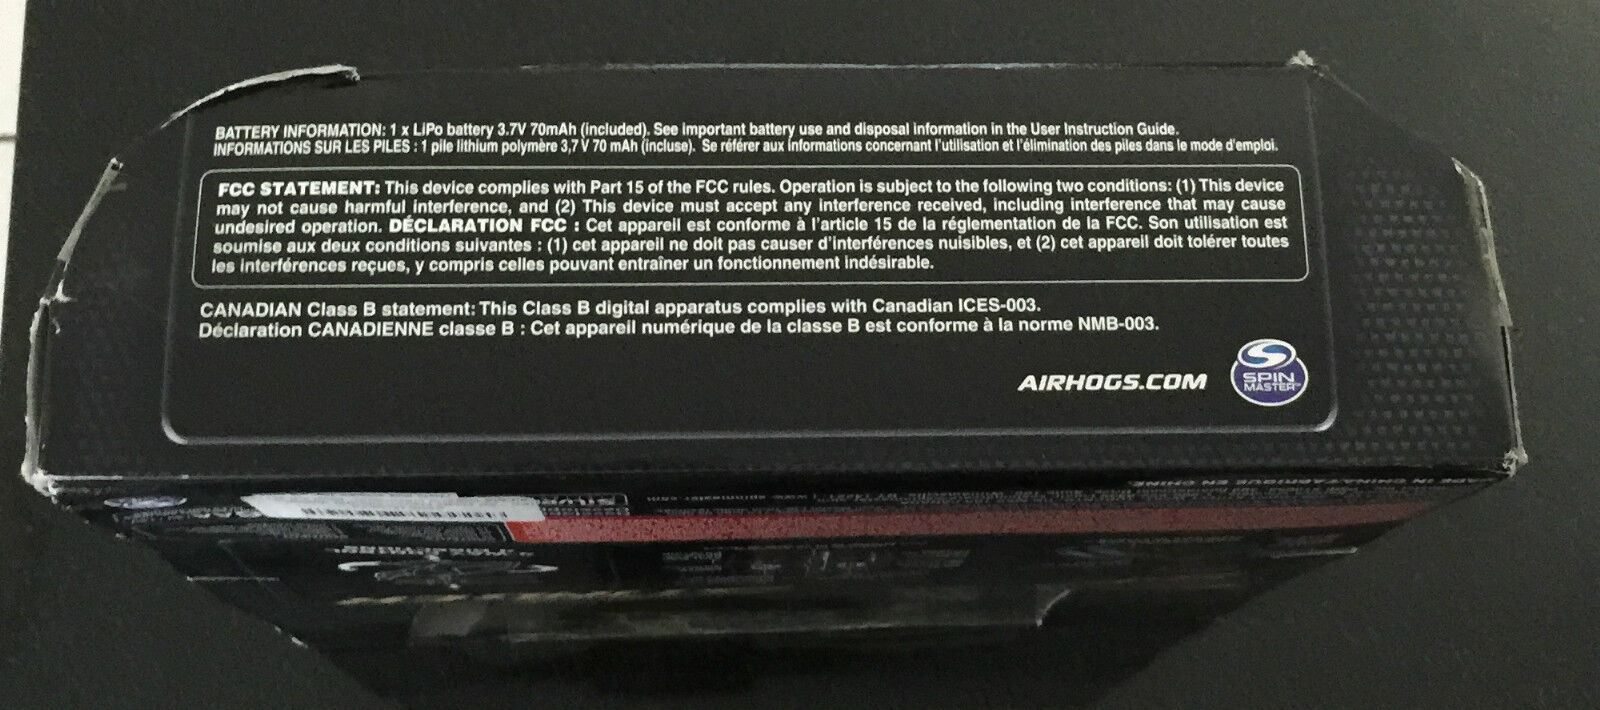 BATTERY INFORMATION: 1 x LiPo battery 3.7V 70mAh (included). See important battery use and disposal information in the User Instruction Guide.
INFORMATIONS SUR LES PILES : 1 pile lithium polymère 3,7 V 70 mAh (incluse). Se référer aux informations concernant l'utilisation et l'élimination des piles dans le mode d'emploi.
FCC STATEMENT: This device complies with Part 15 of the FCC rules. Operation is subject to the following two conditions: (1) This device
may not cause harmful interference, and (2) This device must accept any interference received, including interference that may cause
undesired operation. DÉCLARATION FCC : Cet appareil est conforme à l'article 15 de la réglementation de la FCC. Son utilisation est
soumise aux deux conditions suivantes : (1) cet appareil ne doit pas causer d'interférences nuisibles, et (2) cet appareil doit tolérer toutes
les interférences reçues, y compris celles pouvant entraîner un fonctionnement indésirable.
CANADIAN Class B statement: This Class B digital apparatus complies with Canadian ICES-003.
Déclaration CANADIENNE classe B : Cet appareil numérique de la classe B est conforme à la norme NMB-003.
AIRHOGS.COM
SPIN
MASTER™
MADE IN CHINA/FABRIQUÉ EN CHINE